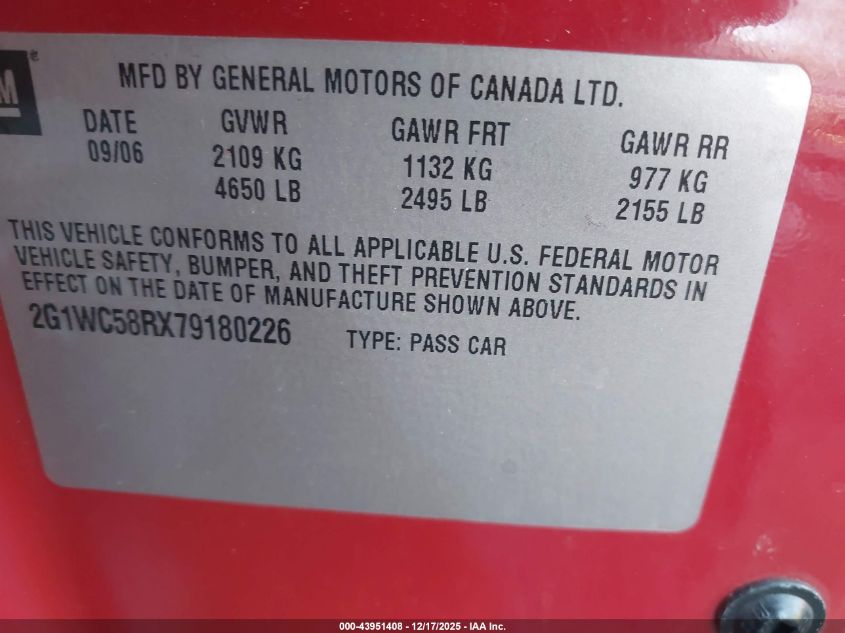 M®
MFD BY GENERAL MOTORS OF CANADA LTD.
DATE GVWR GAWR FRT GAWR RR
09/06 2109 KG 1132 KG 977 KG
4650 LB 2495 LB 2155 LB
THIS VEHICLE CONFORMS TO ALL APPLICABLE U.S. FEDERAL MOTOR
VEHICLE SAFETY, BUMPER, AND THEFT PREVENTION STANDARDS IN
EFFECT ON THE DATE OF MANUFACTURE SHOWN ABOVE.
2G1WC58RX79180226 TYPE: PASS CAR
000-43951408 - 12/17/2025 - IAA Inc.